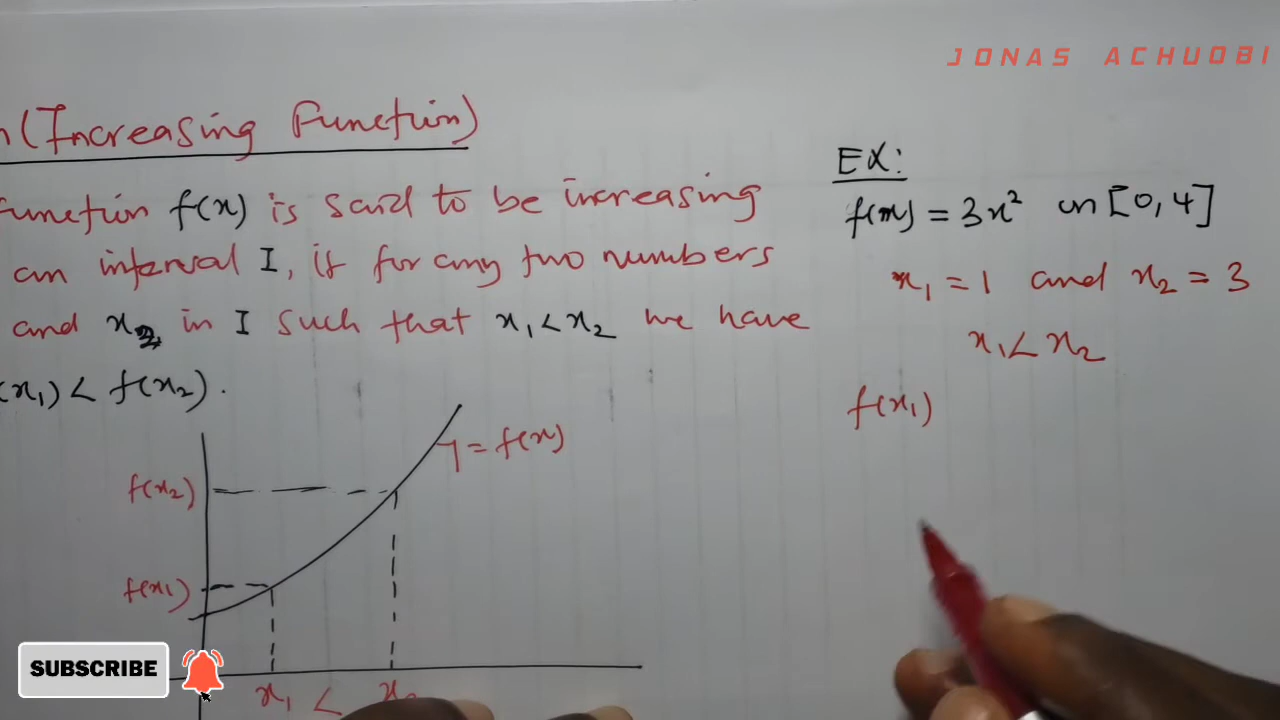 JONAS ACHUOBI
n (Increasing Function)
function f(x) is said to be increasing
an interval I, if for any two numbers
and x₂ in I such that x₁ < x₂ we have
(x₁) < f(x₂).
y = f(x)
f(x₂)
f(x₁)
x₁ < x₂
EX:
f(x) = 3x² on [0, 4]
x₁ = 1 and x₂ = 3
x₁ < x₂
f(x₁)
SUBSCRIBE